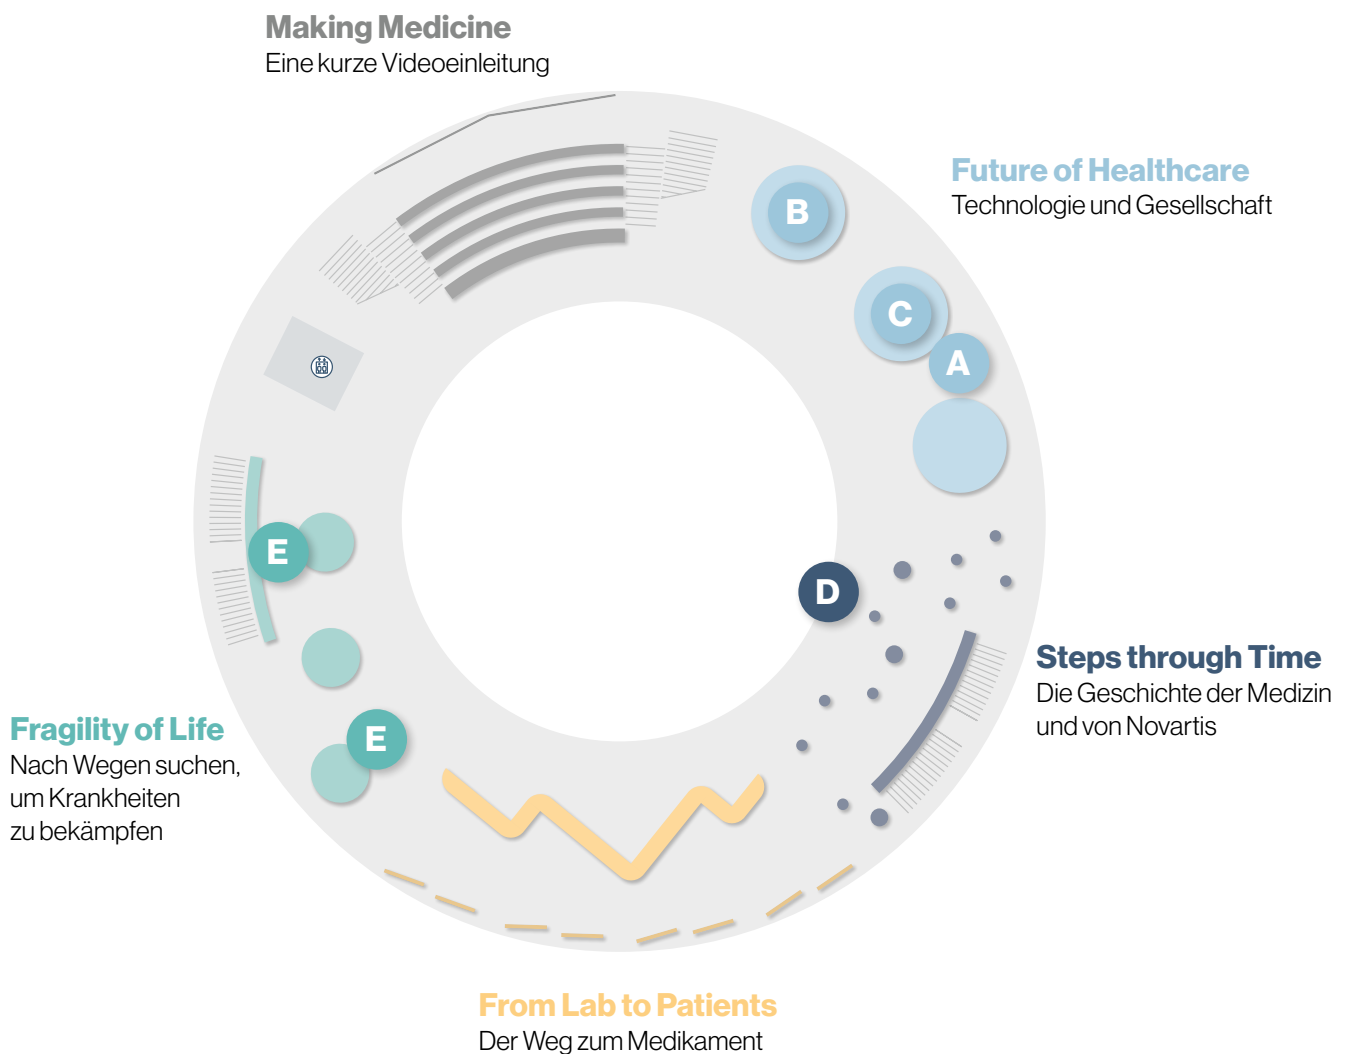 Making Medicine
Eine kurze Videoeinleitung
Future of Healthcare
Technologie und Gesellschaft
B
C
A
E
D
Steps through Time
Die Geschichte der Medizin
und von Novartis
Fragility of Life
Nach Wegen suchen,
um Krankheiten
zu bekämpfen
E
From Lab to Patients
Der Weg zum Medikament